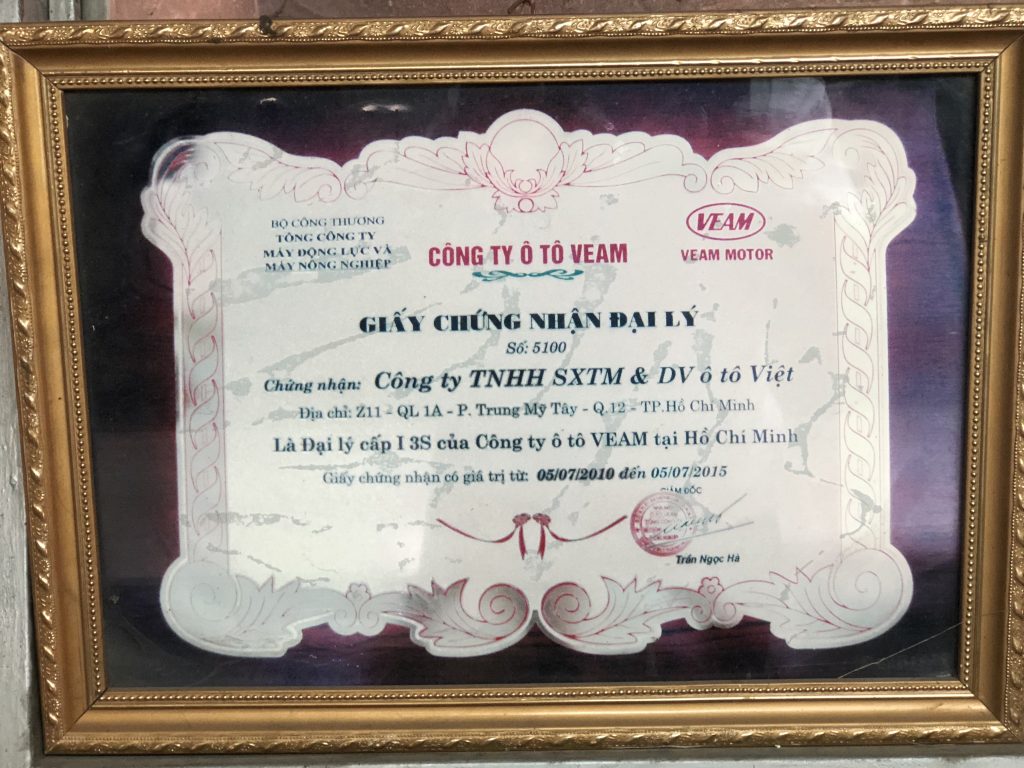 BỘ CÔNG THƯƠNG
TỔNG CÔNG TY
MÁY ĐỘNG LỰC VÀ
MÁY NÔNG NGHIỆP
CÔNG TY Ô TÔ VEAM
VEAM
VEAM MOTOR
GIẤY CHỨNG NHẬN ĐẠI LÝ
Số: 5100
Chứng nhận: Công ty TNHH SXTM & DV ô tô Việt
Địa chỉ: Z11 - QL 1A - P. Trung Mỹ Tây - Q.12 - TP.Hồ Chí Minh
Là Đại lý cấp I 3S của Công ty ô tô VEAM tại Hồ Chí Minh
Giấy chứng nhận có giá trị từ: 05/07/2010 đến 05/07/2015
GIÁM ĐỐC
Trần Ngọc Hà